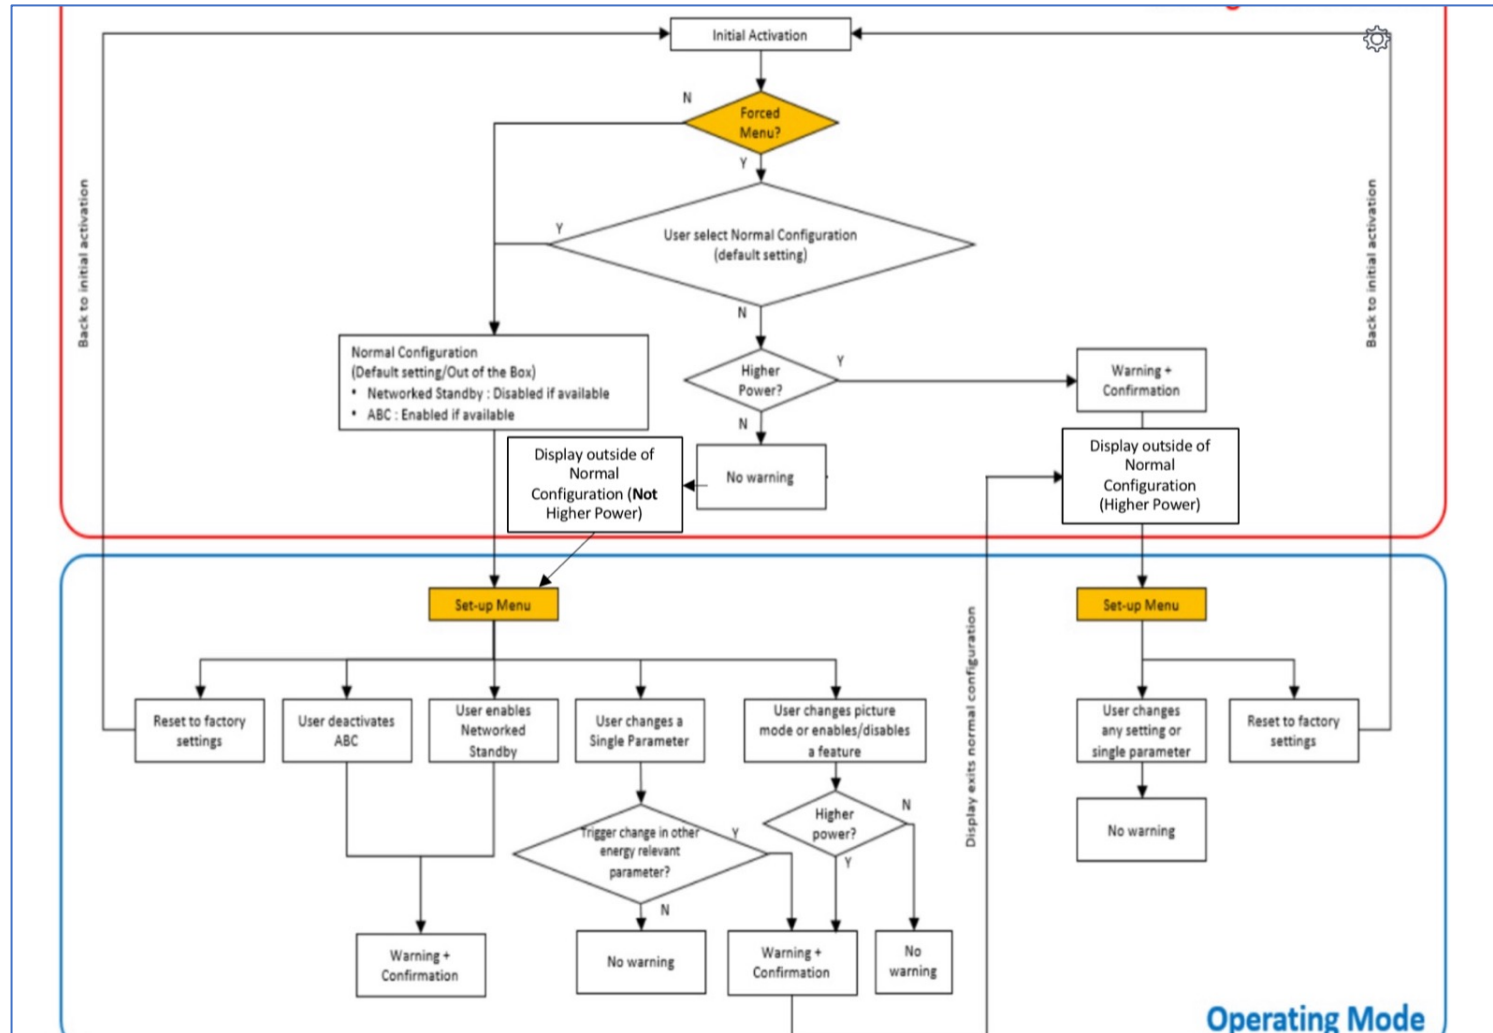 Initial Activation
N
Forced
Menu?
Y
Back to initial activation
Back to initial activation
Y
User select Normal Configuration
(default setting)
N
Normal Configuration
(Default setting/Out of the Box)
• Networked Standby : Disabled if available
• ABC : Enabled if available
Higher
Power?
Y
Warning +
Confirmation
N
Display outside of
Normal
Configuration (Not
Higher Power)
No warning
Display outside of
Normal
Configuration
(Higher Power)
Set-up Menu
Set-up Menu
Display exits normal configuration
Reset to factory
settings
User deactivates
ABC
User enables
Networked
Standby
User changes a
Single Parameter
User changes picture
mode or enables/disables
a feature
User changes
any setting or
single parameter
Reset to factory
settings
Trigger change in other
energy relevant
parameter?
Y
Higher
power?
N
Y
No warning
N
Warning +
Confirmation
No warning
Warning +
Confirmation
No
warning
Operating Mode